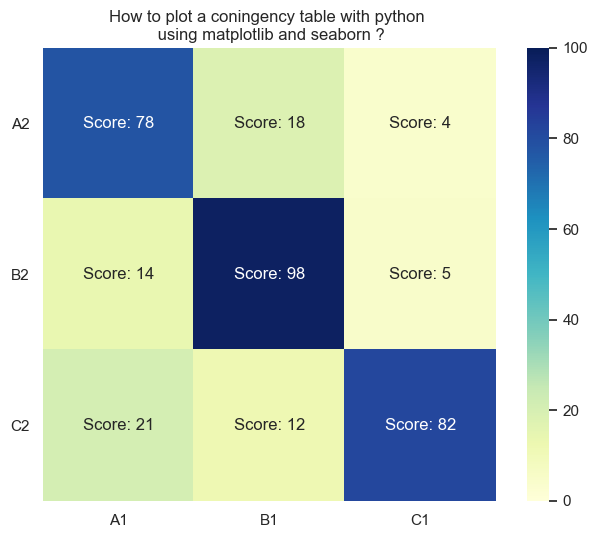 How to plot a coningency table with python
using matplotlib and seaborn ?
100
A2
Score: 78
Score: 18
Score: 4
80
60
B2
Score: 14
Score: 98
Score: 5
40
20
C2
Score: 21
Score: 12
Score: 82
0
A1
B1
C1